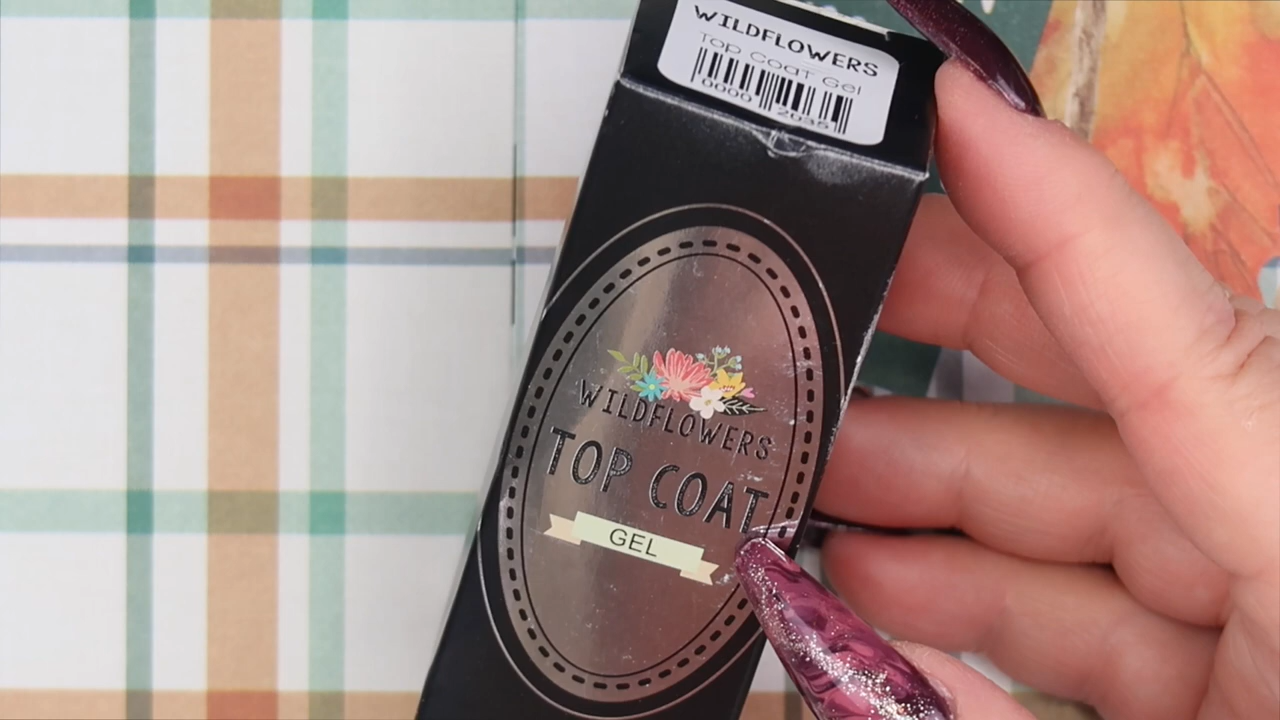 WILDFLOWERS
Top Coat Gel
0000 2035
WILDFLOWERS
TOP COAT
GEL